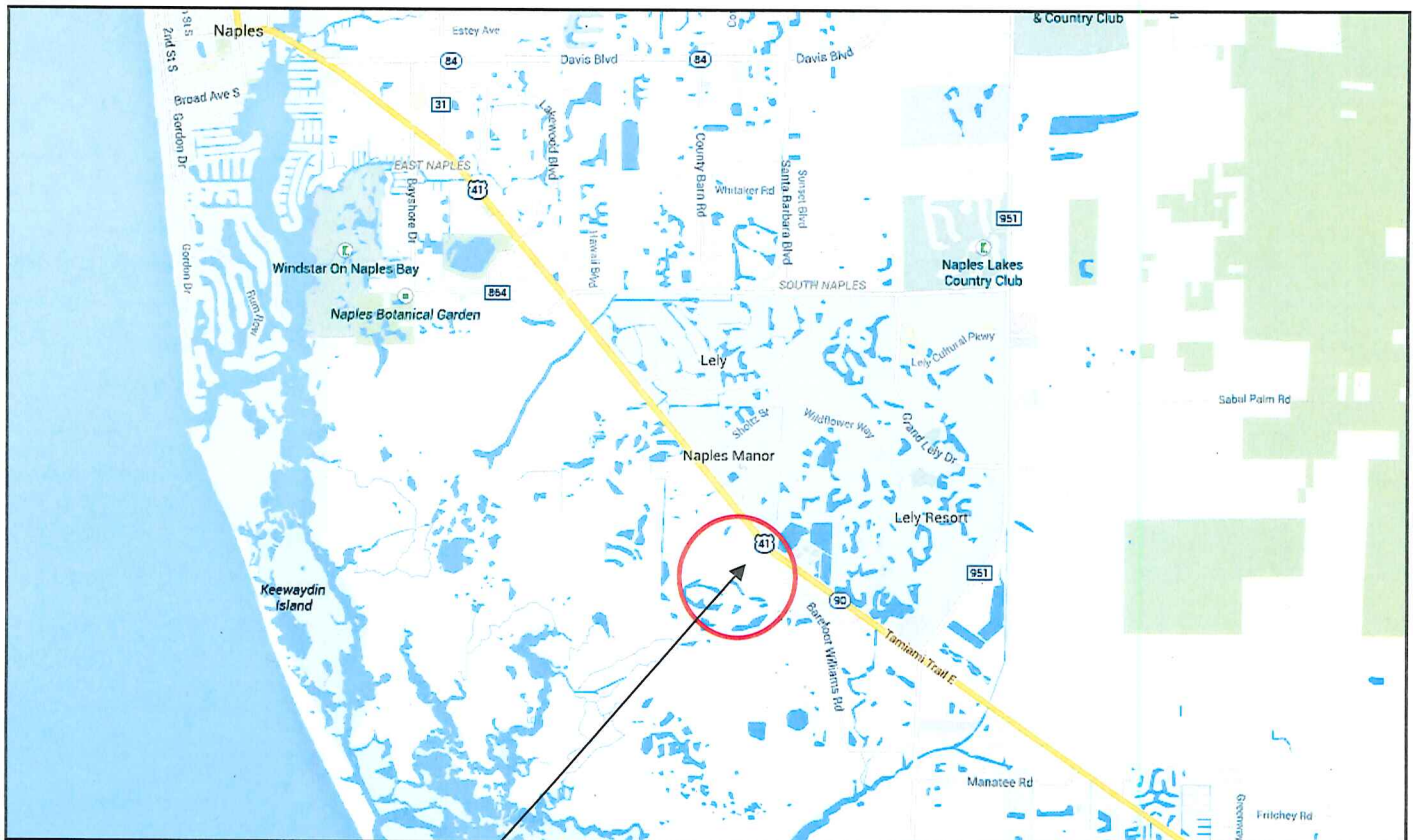 & Country Club
Naples
Estey Ave
2nd St S
84
Davis Blvd
84
Davis Blvd
Broad Ave S
31
Lakewood Blvd
Gordon Dr
EAST NAPLES
County Barn Rd
41
Bayshore Dr
Whitaker Rd
Santa Barbara Blvd
Sunset Blvd
951
Windstar On Naples Bay
Hawaii Blvd
Naples Lakes
Country Club
Gordon Dr
864
SOUTH NAPLES
Rum Row
Naples Botanical Garden
Lely
Lely Cultural Pkwy
Sabal Palm Rd
Sholtz St
Wildflower Way
Grand Lely Dr
Naples Manor
Lely Resort
41
951
Keewaydin
Island
90
Barefoot Williams Rd
Tamiami Trail E
Manatee Rd
Fritchey Rd